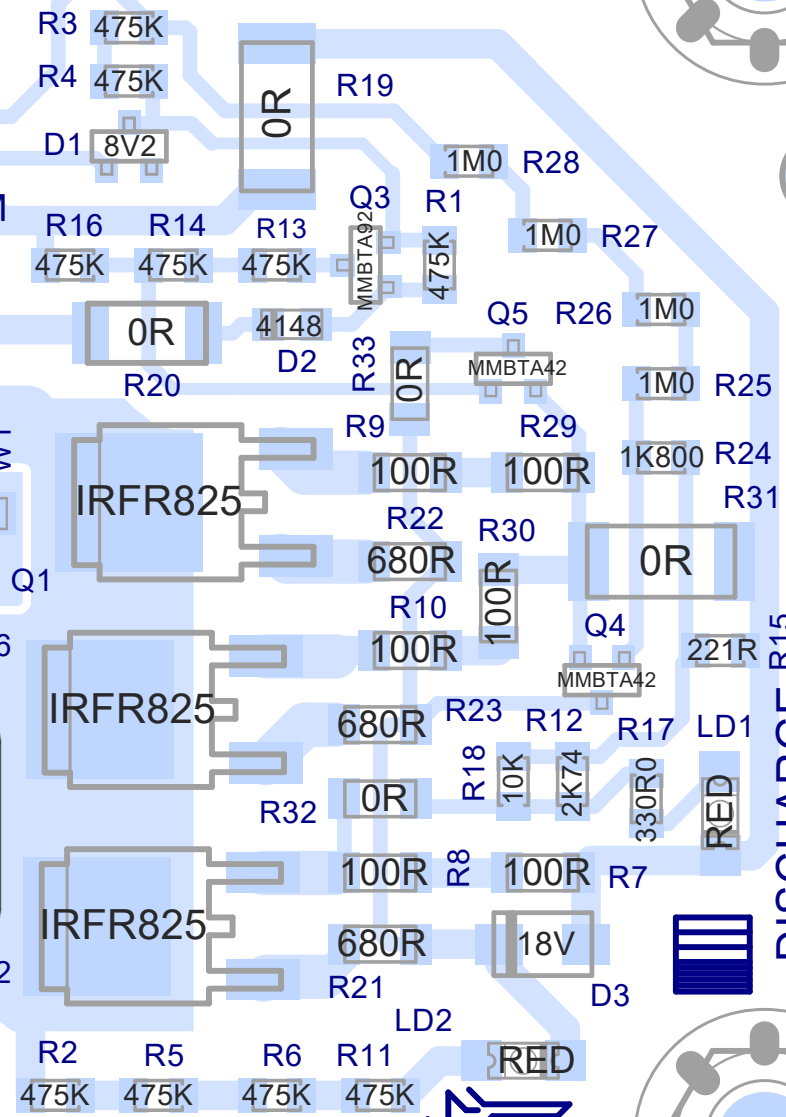 R3 475K
R4 475K
R19
0R
D1 8V2
1M0 R28
Q3 R1
R16 R14 R13
MMBTA92
475K 475K 475K
475K
1M0 R27
Q5 R26 1M0
0R
4148
D2
R33
0R
MMBTA42
R20
1M0 R25
R9 R29
1K800 R24
100R 100R
R31
IRFR825
R22
R30
680R
100R
0R
Q1
R10
Q4
100R
221R
R15
MMBTA42
IRFR825
680R R23 R12 R17 LD1
R18
10K
2K74
330R0
RED
R32 0R
100R
R8
100R R7
IRFR825
680R
18V
R21
D3
LD2
R2 R5 R6 R11
RED
475K 475K 475K 475K